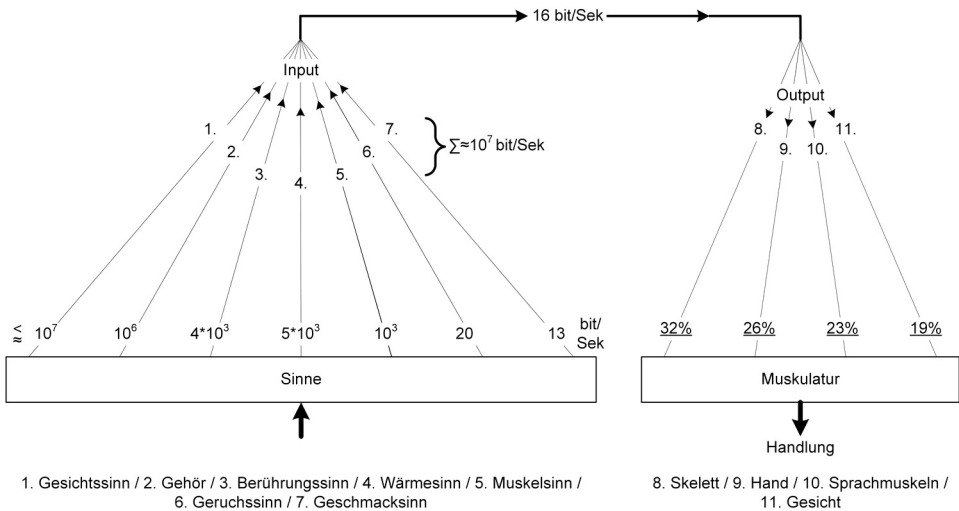 16 bit/Sek
Input
Output
1.
7.
8.
11.
2.
6.
∑≈10⁷ bit/Sek
9.
10.
3.
4.
5.
≲ 10⁷ 10⁶ 4*10³ 5*10³ 10³ 20 13 bit/
Sek
32% 26% 23% 19%
Sinne
Muskulatur
Handlung
1. Gesichtssinn / 2. Gehör / 3. Berührungssinn / 4. Wärmesinn / 5. Muskelsinn /
6. Geruchssinn / 7. Geschmacksinn
8. Skelett / 9. Hand / 10. Sprachmuskeln /
11. Gesicht